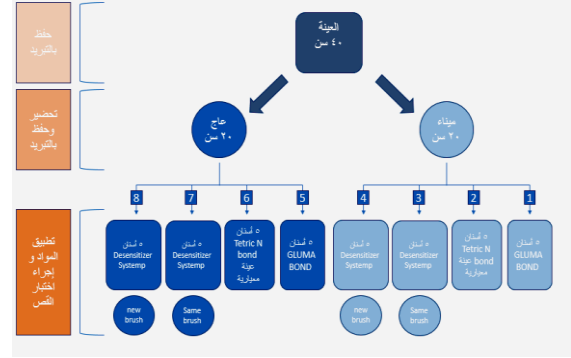 حفظ
بالتبريد
العينة
٤٠ سن
تحضير
وحفظ
بالتبريد
ميناء
٢٠ سن
عاج
٢٠ سن
1
2
3
4
5
6
7
8
تطبيق
المواد و
إجراء
اختبار
القص
٥ أسنان
GLUMA
BOND
٥ أسنان
Tetric N
bond عينة
معيارية
٥ أسنان
Desensitizer
Systemp
٥ أسنان
Desensitizer
Systemp
٥ أسنان
GLUMA
BOND
٥ أسنان
Tetric N
bond
عينة
معيارية
٥ أسنان
Desensitizer
Systemp
٥ أسنان
Desensitizer
Systemp
Same
brush
new
brush
Same
brush
new
brush